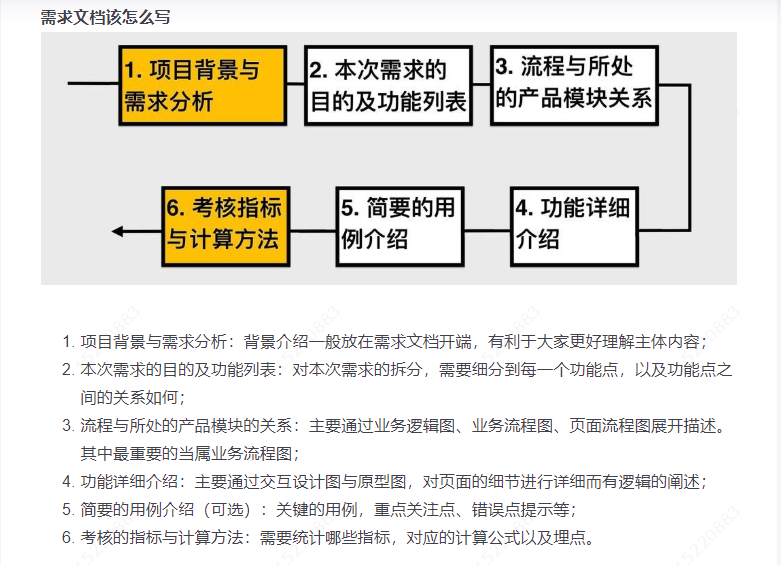 需求文档该怎么写
1. 项目背景与
需求分析
2. 本次需求的
目的及功能列表
3. 流程与所处
的产品模块关系
4. 功能详细
介绍
5. 简要的用
例介绍
6. 考核指标
与计算方法
1. 项目背景与需求分析：背景介绍一般放在需求文档开端，有利于大家更好理解主体内容；
2. 本次需求的目的及功能列表：对本次需求的拆分，需要细分到每一个功能点，以及功能点之
间的关系如何；
3. 流程与所处的产品模块的关系：主要通过业务逻辑图、业务流程图、页面流程图展开描述。
其中最重要的当属业务流程图；
4. 功能详细介绍：主要通过交互设计图与原型图，对页面的细节进行详细而有逻辑的阐述；
5. 简要的用例介绍（可选）：关键的用例，重点关注点、错误点提示等；
6. 考核的指标与计算方法：需要统计哪些指标，对应的计算公式以及埋点。